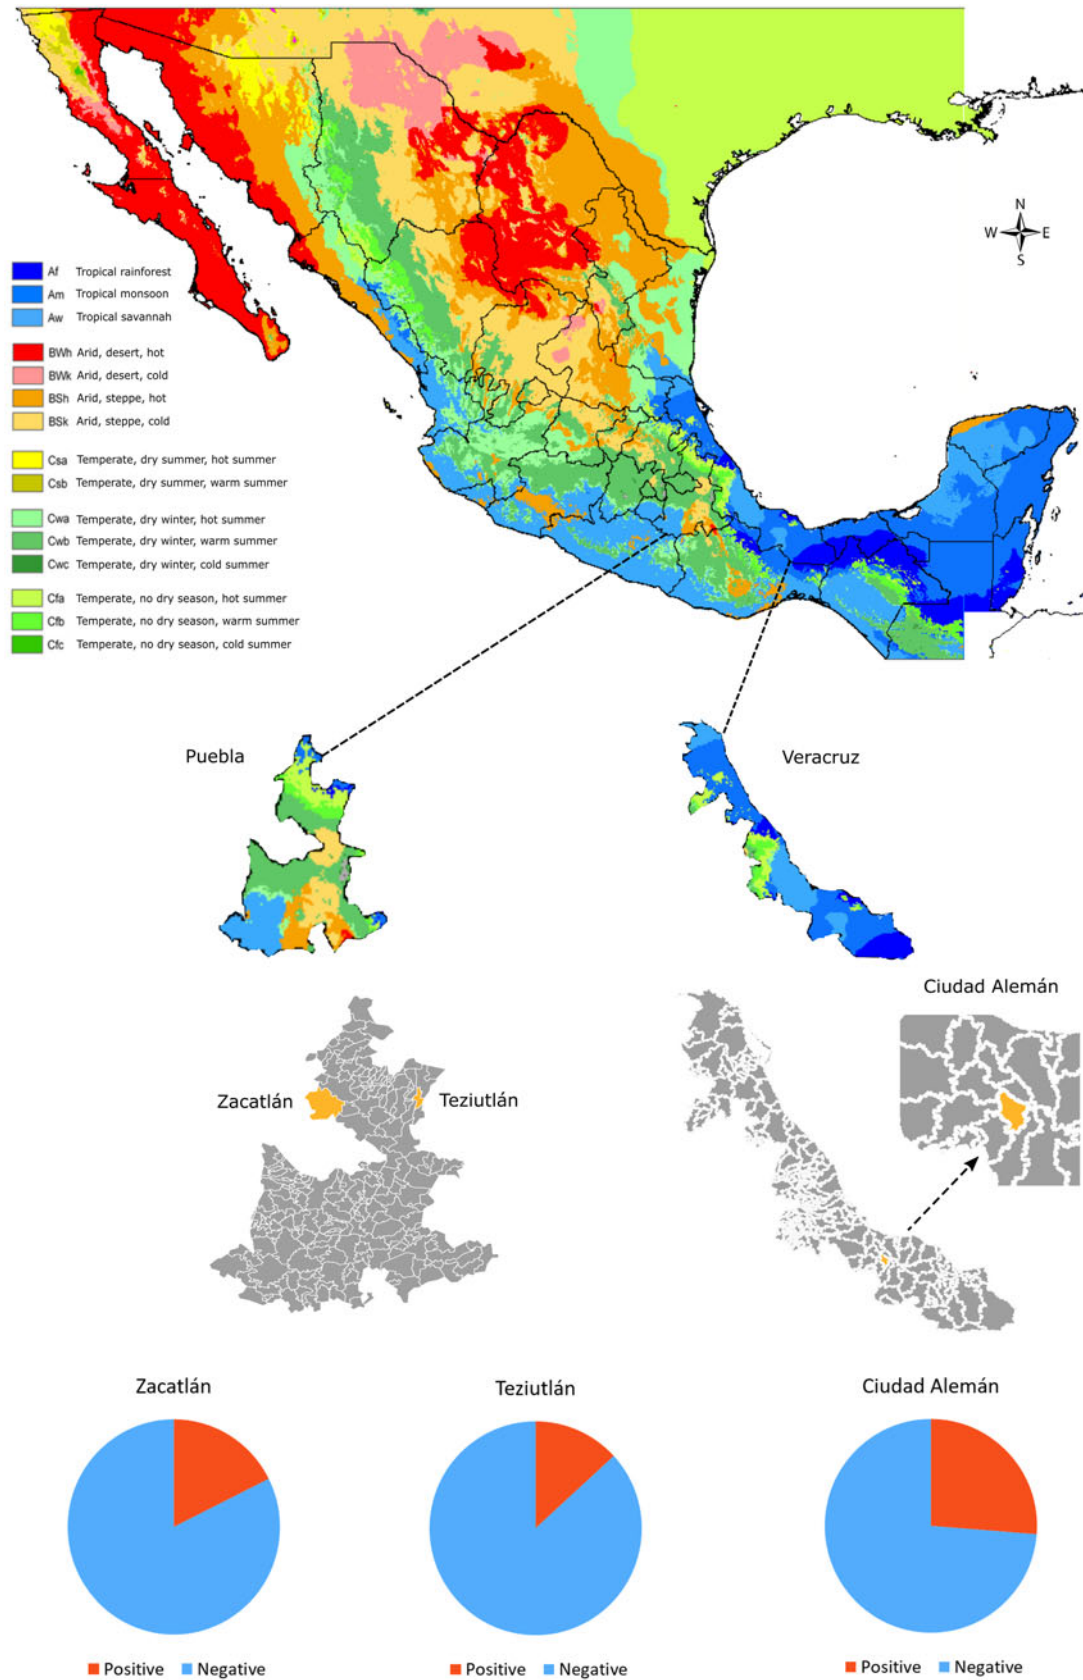 N
W E
S
Af Tropical rainforest
Am Tropical monsoon
Aw Tropical savannah
BWh Arid, desert, hot
BWk Arid, desert, cold
BSh Arid, steppe, hot
BSk Arid, steppe, cold
Csa Temperate, dry summer, hot summer
Csb Temperate, dry summer, warm summer
Cwa Temperate, dry winter, hot summer
Cwb Temperate, dry winter, warm summer
Cwc Temperate, dry winter, cold summer
Cfa Temperate, no dry season, hot summer
Cfb Temperate, no dry season, warm summer
Cfc Temperate, no dry season, cold summer
Puebla
Veracruz
Ciudad Alemán
Zacatlán
Teziutlán
Zacatlán
Teziutlán
Ciudad Alemán
Positive Negative
Positive Negative
Positive Negative